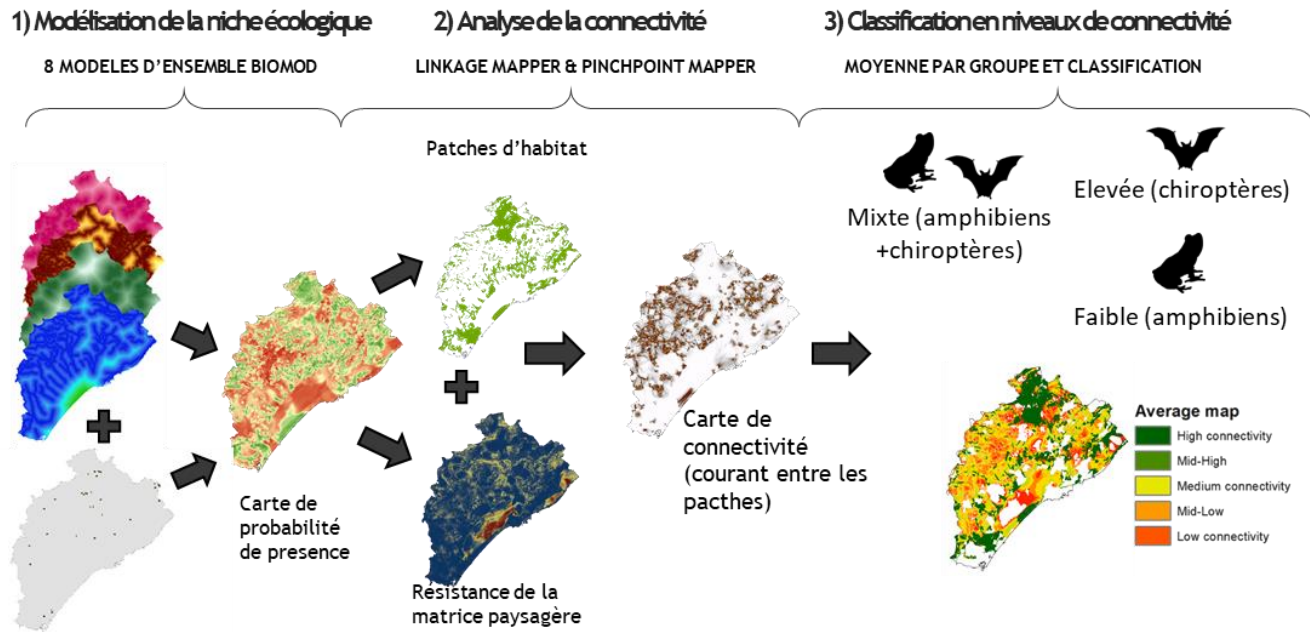 1) Modélisation de la niche écologique
2) Analyse de la connectivité
3) Classification en niveaux de connectivité
8 MODELES D’ENSEMBLE BIOMOD
LINKAGE MAPPER & PINCHPOINT MAPPER
MOYENNE PAR GROUPE ET CLASSIFICATION
Patches d’habitat
Mixte (amphibiens
+chiroptères)
Elevée (chiroptères)
Faible (amphibiens)
Carte de
probabilité
de presence
Résistance de la
matrice paysagère
Carte de
connectivité
(courant entre les
pacthes)
Average map
High connectivity
Mid-High
Medium connectivity
Mid-Low
Low connectivity